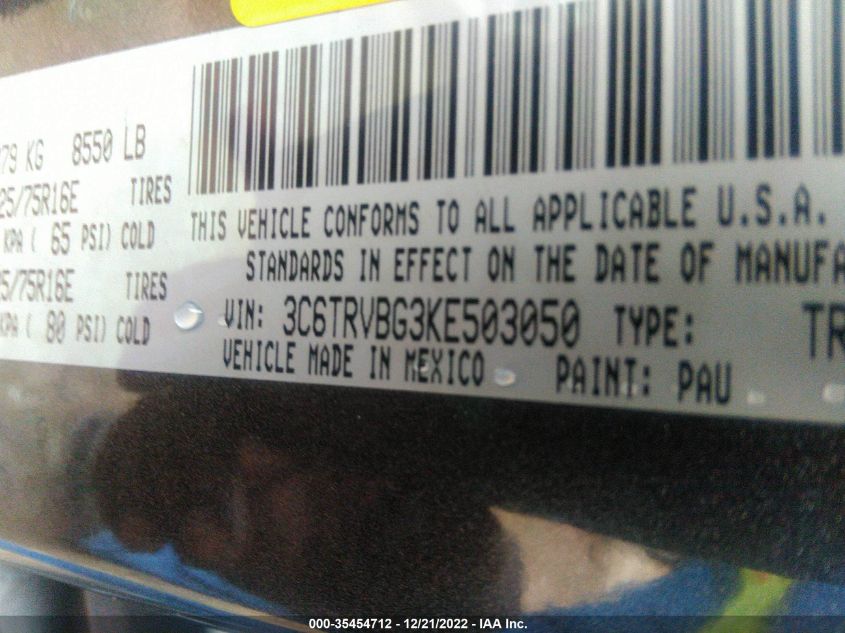 79 KG 8550 LB
25/75R16E TIRES
KPA ( 65 PSI) COLD
5/75R16E TIRES
KPA ( 80 PSI) COLD
THIS VEHICLE CONFORMS TO ALL APPLICABLE U.S.A.
STANDARDS IN EFFECT ON THE DATE OF MANUFA
VIN: 3C6TRVBG3KE503050 TYPE: TR
VEHICLE MADE IN MEXICO PAINT: PAU
000-35454712 - 12/21/2022 - IAA Inc.